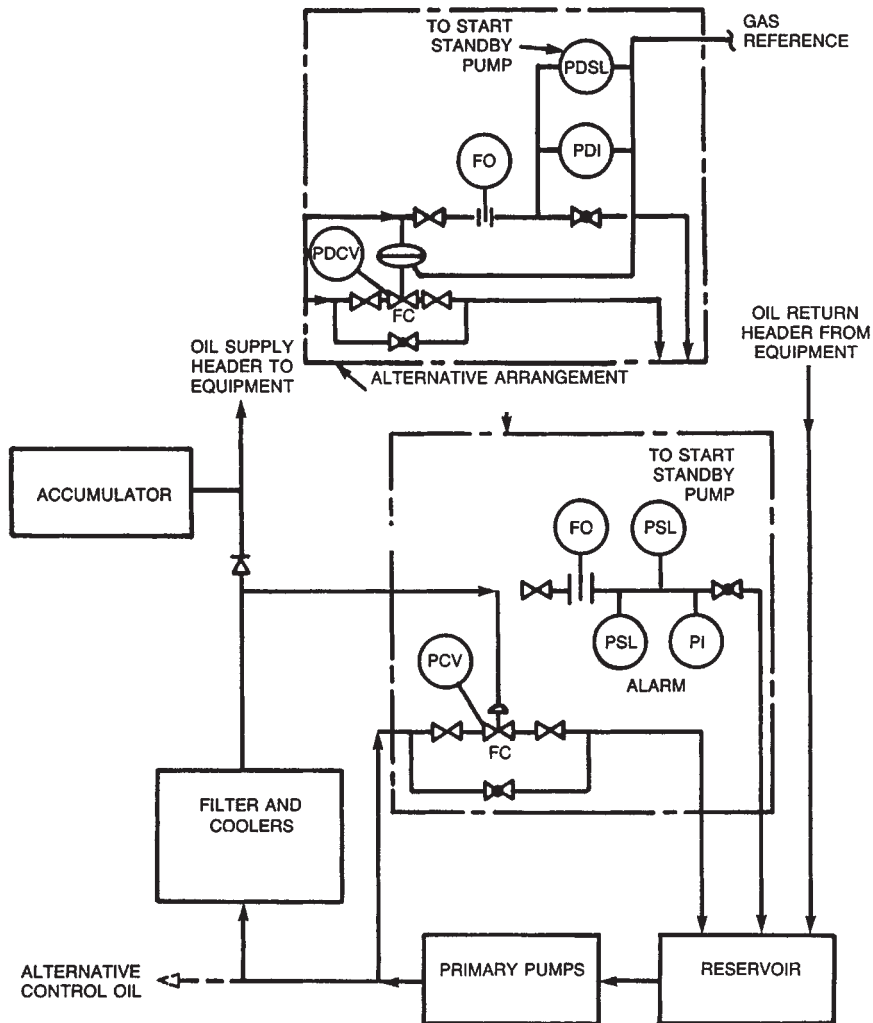 TO START
STANDBY
PUMP
PDSL
GAS
REFERENCE
PDI
FO
PDCV
FC
OIL SUPPLY
HEADER TO
EQUIPMENT
ALTERNATIVE ARRANGEMENT
OIL RETURN
HEADER FROM
EQUIPMENT
ACCUMULATOR
TO START
STANDBY
PUMP
FO
PSL
PSL
PI
ALARM
PCV
FC
FILTER AND
COOLERS
ALTERNATIVE
CONTROL OIL
PRIMARY PUMPS
RESERVOIR